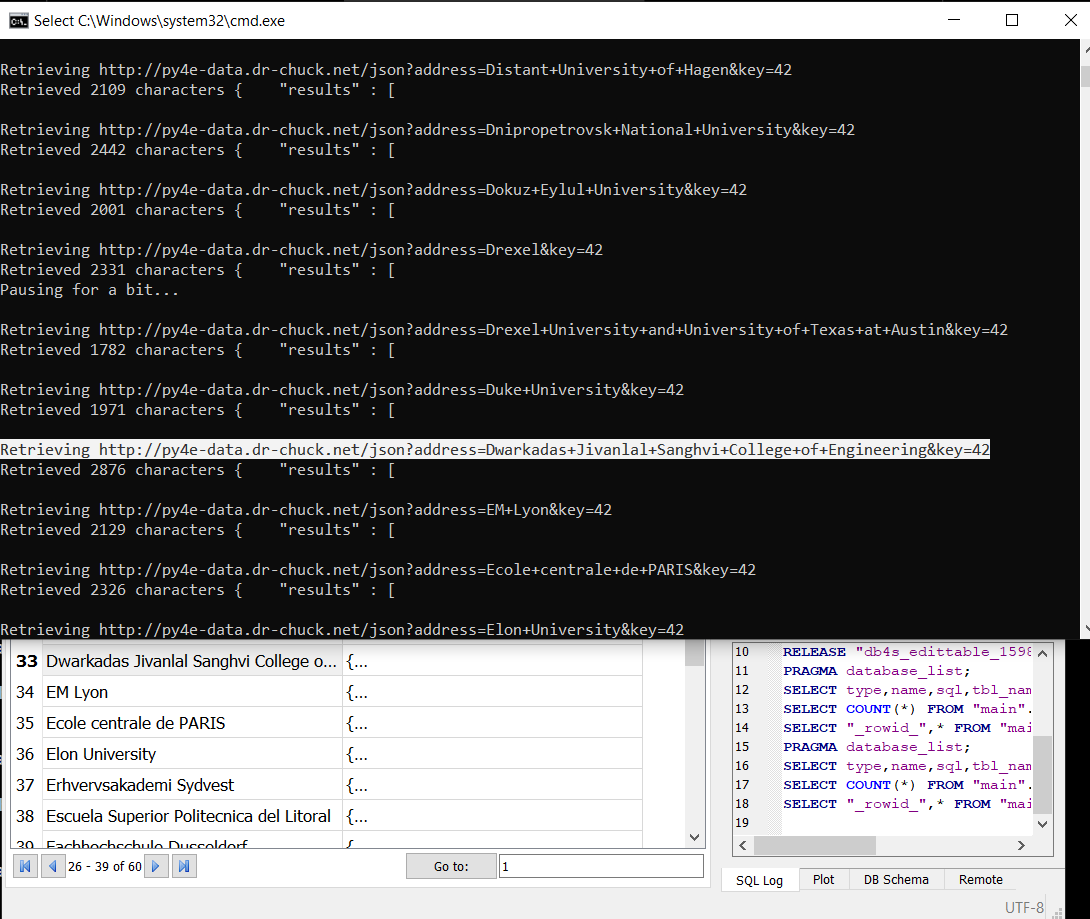 Select C:\Windows\system32\cmd.exe
Retrieving http://py4e-data.dr-chuck.net/json?address=Distant+University+of+Hagen&key=42
Retrieved 2109 characters {    "results" : [
Retrieving http://py4e-data.dr-chuck.net/json?address=Dnipropetrovsk+National+University&key=42
Retrieved 2442 characters {    "results" : [
Retrieving http://py4e-data.dr-chuck.net/json?address=Dokuz+Eylul+University&key=42
Retrieved 2001 characters {    "results" : [
Retrieving http://py4e-data.dr-chuck.net/json?address=Drexel&key=42
Retrieved 2331 characters {    "results" : [
Pausing for a bit...
Retrieving http://py4e-data.dr-chuck.net/json?address=Drexel+University+and+University+of+Texas+at+Austin&key=42
Retrieved 1782 characters {    "results" : [
Retrieving http://py4e-data.dr-chuck.net/json?address=Duke+University&key=42
Retrieved 1971 characters {    "results" : [
Retrieving http://py4e-data.dr-chuck.net/json?address=Dwarkadas+Jivanlal+Sanghvi+College+of+Engineering&key=42
Retrieved 2876 characters {    "results" : [
Retrieving http://py4e-data.dr-chuck.net/json?address=EM+Lyon&key=42
Retrieved 2129 characters {    "results" : [
Retrieving http://py4e-data.dr-chuck.net/json?address=Ecole+centrale+de+PARIS&key=42
Retrieved 2326 characters {    "results" : [
Retrieving http://py4e-data.dr-chuck.net/json?address=Elon+University&key=42
33 Dwarkadas Jivanlal Sanghvi College o... {...
34 EM Lyon {...
35 Ecole centrale de PARIS {...
36 Elon University {...
37 Erhvervsakademi Sydvest {...
38 Escuela Superior Politecnica del Litoral {...
39 Fachhochschule Dusseldorf {
26 - 39 of 60
Go to: 1
10 RELEASE "db4s_edittable_1598
11 PRAGMA database_list;
12 SELECT type,name,sql,tbl_nam
13 SELECT COUNT(*) FROM "main".
14 SELECT "_rowid_",* FROM "mai
15 PRAGMA database_list;
16 SELECT type,name,sql,tbl_nam
17 SELECT COUNT(*) FROM "main".
18 SELECT "_rowid_",* FROM "mai
19
SQL Log Plot DB Schema Remote
UTF-8